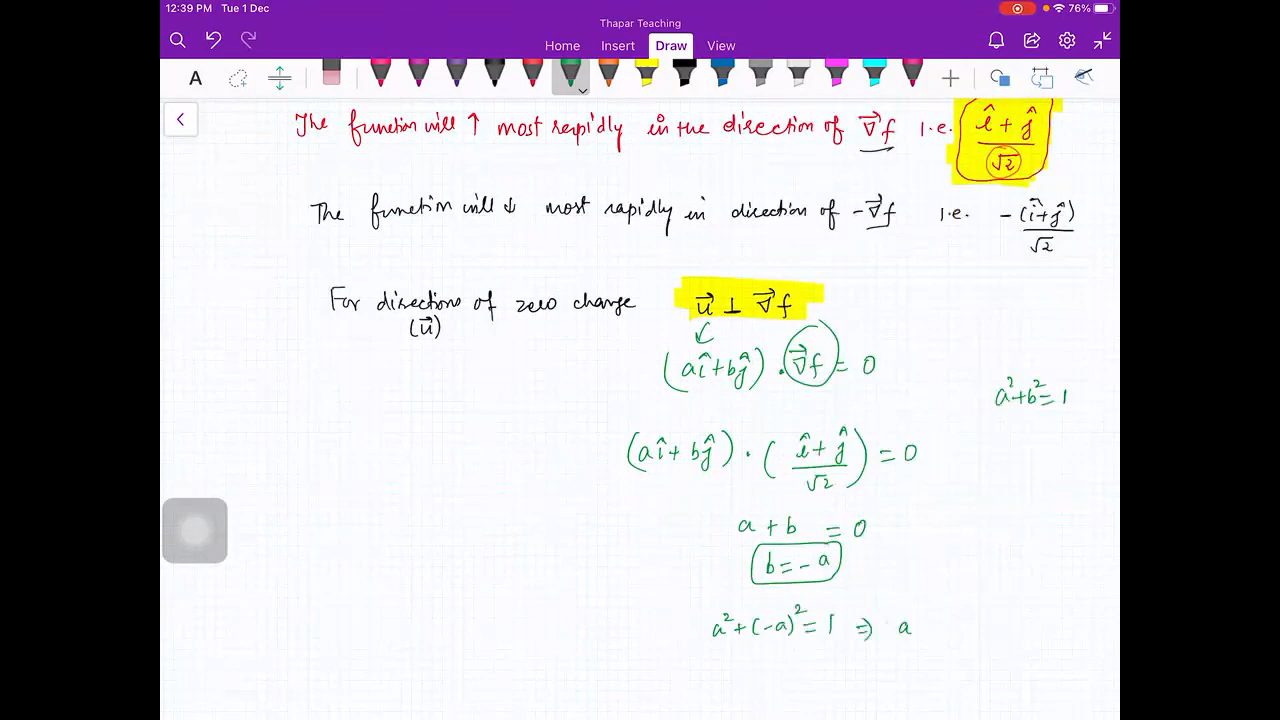 12:39 PM Tue 1 Dec 76%
Thapar Teaching
Home Insert Draw View
A
The function will ↑ most rapidly in the direction of ∇⃗f i.e. (î + ĵ)/√2
The function will ↓ most rapidly in direction of -∇⃗f i.e. -(î+ĵ)/√2
For directions of zero change u⃗ ⊥ ∇⃗f
(u⃗)
(aî+bĵ) · ∇⃗f = 0
a²+b²=1
(aî+bĵ) · ((î+ĵ)/√2) = 0
a + b = 0
b = -a
a²+(-a)²=1 ⇒ a